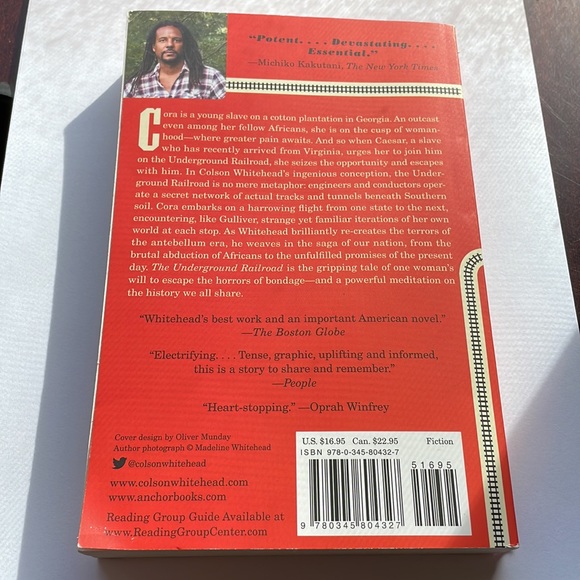 "Potent. . . . Devastating. . . .
Essential."
—Michiko Kakutani, The New York Times
Cora is a young slave on a cotton plantation in Georgia. An outcast
even among her fellow Africans, she is on the cusp of woman-
hood—where greater pain awaits. And so when Caesar, a slave
who has recently arrived from Virginia, urges her to join him
on the Underground Railroad, she seizes the opportunity and escapes
with him. In Colson Whitehead's ingenious conception, the Under-
ground Railroad is no mere metaphor: engineers and conductors oper-
ate a secret network of actual tracks and tunnels beneath Southern
soil. Cora embarks on a harrowing flight from one state to the next,
encountering, like Gulliver, strange yet familiar iterations of her own
world at each stop. As Whitehead brilliantly re-creates the terrors of
the antebellum era, he weaves in the saga of our nation, from the
brutal abduction of Africans to the unfulfilled promises of the present
day. The Underground Railroad is the gripping tale of one woman's
will to escape the horrors of bondage—and a powerful meditation on
the history we all share.
"Whitehead's best work and an important American novel."
—The Boston Globe
"Electrifying. . . . Tense, graphic, uplifting and informed,
this is a story to share and remember."
—People
"Heart-stopping." —Oprah Winfrey
Cover design by Oliver Munday
Author photograph © Madeline Whitehead
@colsonwhitehead
www.colsonwhitehead.com
www.anchorbooks.com
Reading Group Guide Available at
www.ReadingGroupCenter.com
U.S. $16.95 Can. $22.95 Fiction
ISBN 978-0-345-80432-7
51695
9 780345 804327